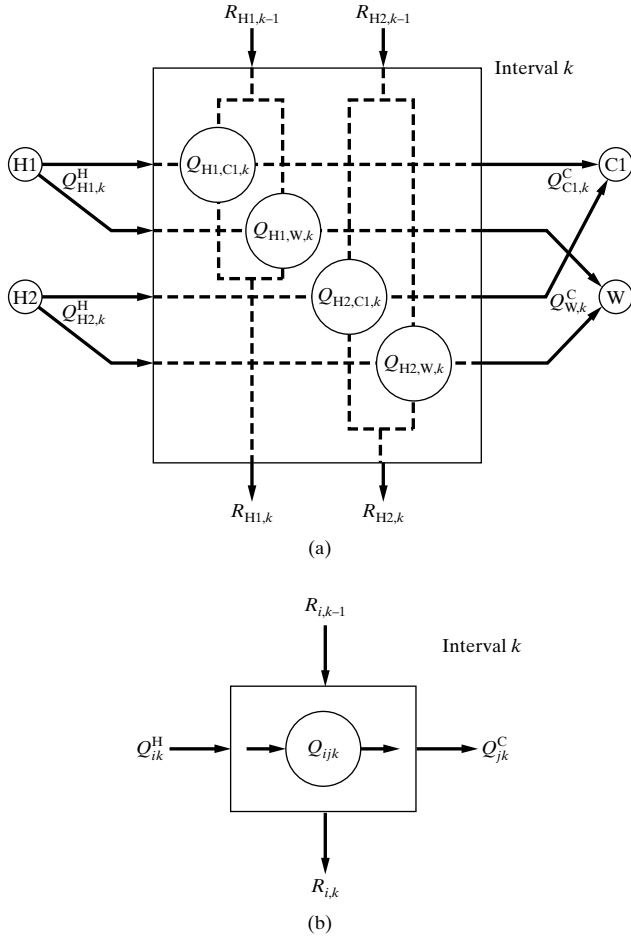 R_{H1,k–1} R_{H2,k–1}
Interval k
H1 Q^H_{H1,k} Q_{H1,C1,k} Q^C_{C1,k} C1
Q_{H1,W,k}
H2 Q^H_{H2,k} Q_{H2,C1,k} Q^C_{W,k} W
Q_{H2,W,k}
R_{H1,k} R_{H2,k}
(a)
R_{i,k–1}
Interval k
Q^H_{ik} Q_{ijk} Q^C_{jk}
R_{i,k}
(b)